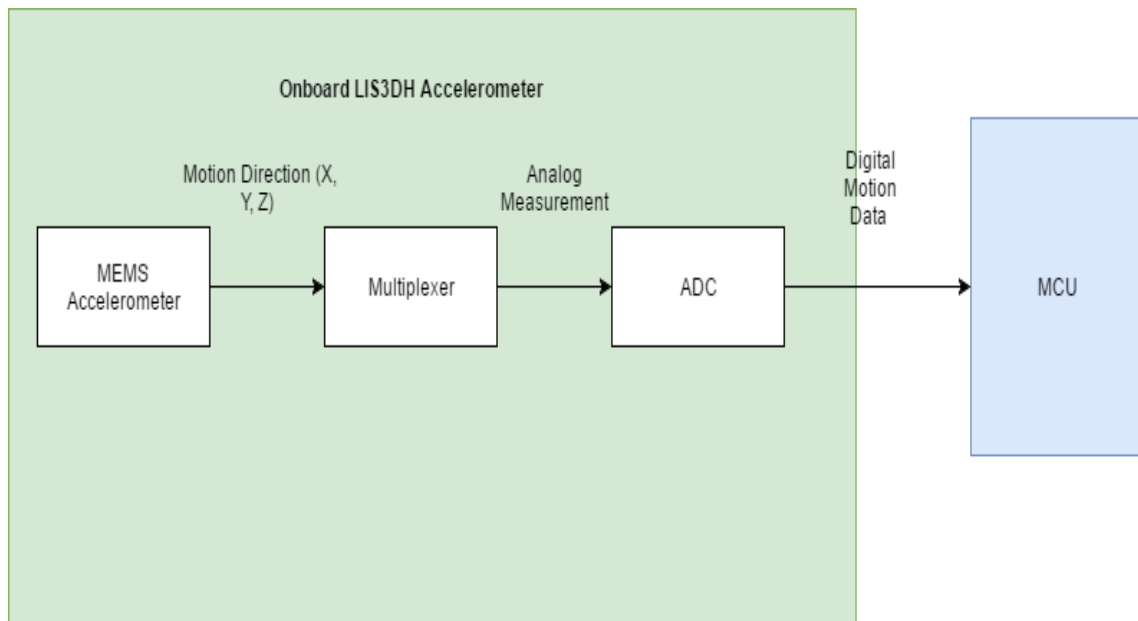 Onboard LIS3DH Accelerometer
Motion Direction (X,
Y, Z)
Analog
Measurement
Digital
Motion
Data
MEMS
Accelerometer
Multiplexer
ADC
MCU